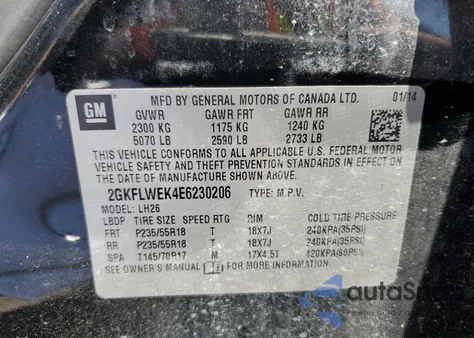 GM
MFD BY GENERAL MOTORS OF CANADA LTD. 01/14
GVWR GAWR FRT GAWR RR
2300 KG 1175 KG 1240 KG
5070 LB 2590 LB 2733 LB
THIS VEHICLE CONFORMS TO ALL APPLICABLE U.S. FEDERAL MOTOR
VEHICLE SAFETY AND THEFT PREVENTION STANDARDS IN EFFECT ON
THE DATE OF MANUFACTURE SHOWN ABOVE.
2GKFLWEK4E6230206 TYPE: M.P.V.
MODEL: LH26
LBDP TIRE SIZE SPEED RTG RIM COLD TIRE PRESSURE
FRT P235/55R18 T 18X7J 240KPA(35PSI)
RR P235/55R18 T 18X7J 240KPA(35PSI)
SPA T145/70R17 M 17X4.5T 420KPA(60PSI)
SEE OWNER'S MANUAL FOR ADDITIONAL INFORMATION